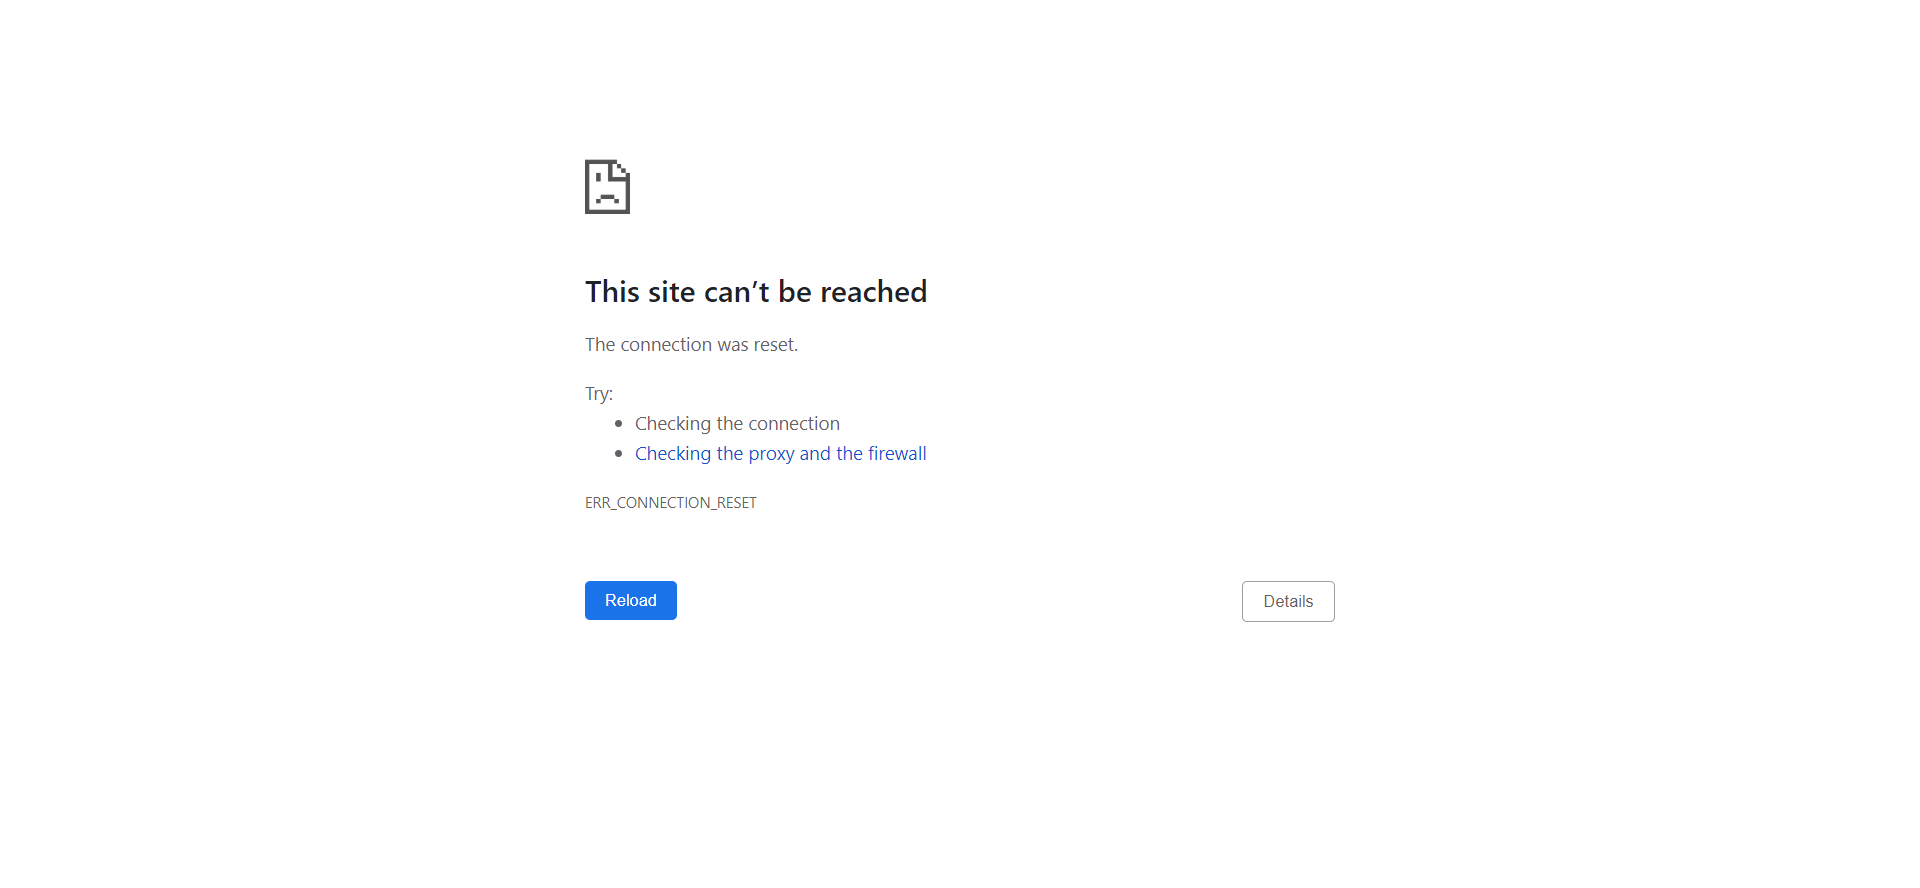 This site can’t be reached
The connection was reset.
Try:
Checking the connection
Checking the proxy and the firewall
ERR_CONNECTION_RESET
Reload
Details